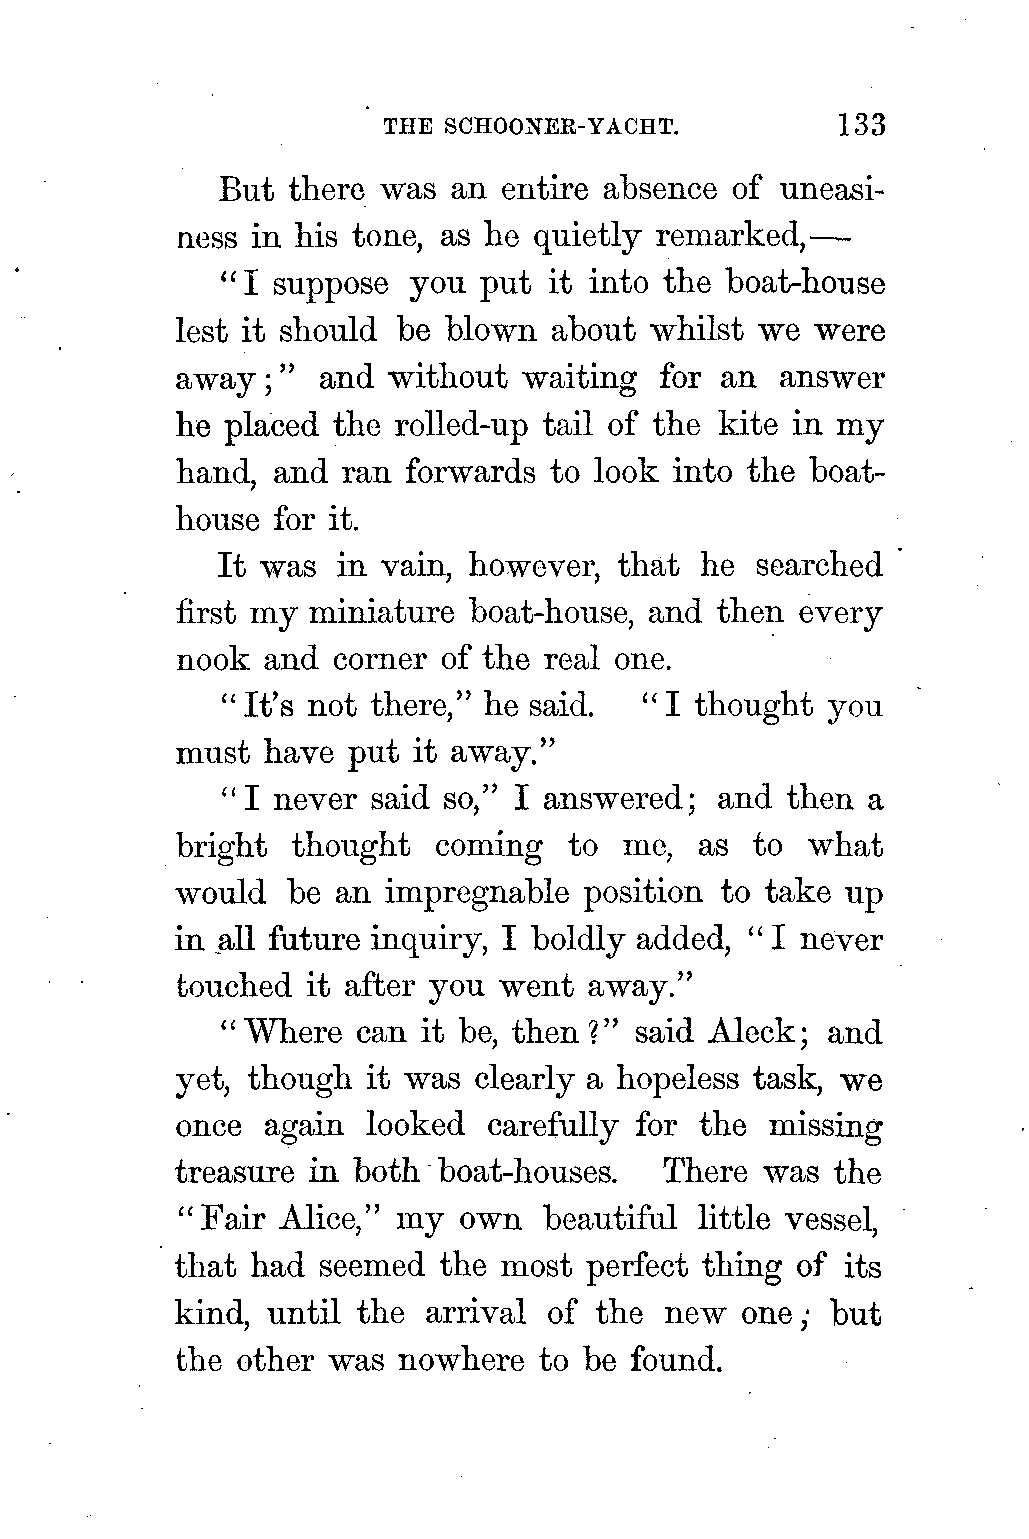 THE SCHOONER-YACHT. 133
But there was an entire absence of uneasi-
ness in his tone, as he quietly remarked,—
“I suppose you put it into the boat-house
lest it should be blown about whilst we were
away;” and without waiting for an answer
he placed the rolled-up tail of the kite in my
hand, and ran forwards to look into the boat-
house for it.
It was in vain, however, that he searched
first my miniature boat-house, and then every
nook and corner of the real one.
“It’s not there,” he said. “I thought you
must have put it away.”
“I never said so,” I answered; and then a
bright thought coming to me, as to what
would be an impregnable position to take up
in all future inquiry, I boldly added, “I never
touched it after you went away.”
“Where can it be, then?” said Aleck; and
yet, though it was clearly a hopeless task, we
once again looked carefully for the missing
treasure in both boat-houses. There was the
“Fair Alice,” my own beautiful little vessel,
that had seemed the most perfect thing of its
kind, until the arrival of the new one; but
the other was nowhere to be found.